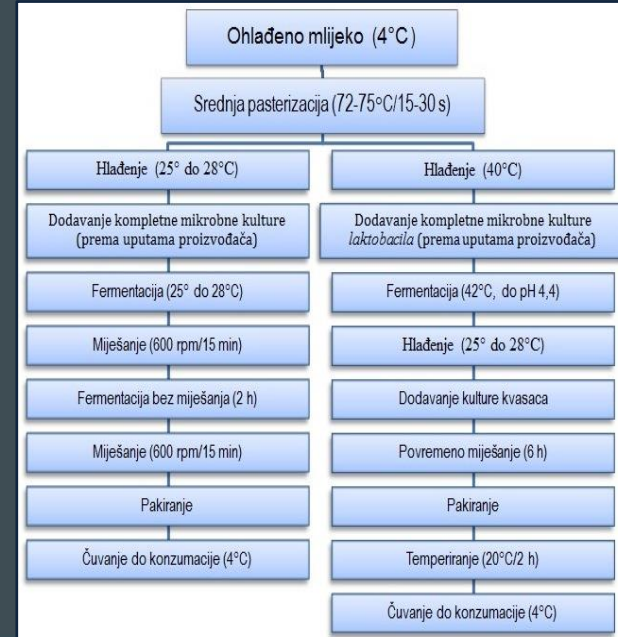 Ohlađeno mlijeko (4°C)
Srednja pasterizacija (72-75°C/15-30 s)
Hlađenje (25° do 28°C)
Dodavanje kompletne mikrobne kulture
(prema uputama proizvođača)
Fermentacija (25° do 28°C)
Miješanje (600 rpm/15 min)
Fermentacija bez miješanja (2 h)
Miješanje (600 rpm/15 min)
Pakiranje
Čuvanje do konzumacije (4°C)
Hlađenje (40°C)
Dodavanje kompletne mikrobne kulture
laktobacila (prema uputama proizvođača)
Fermentacija (42°C, do pH 4,4)
Hlađenje (25° do 28°C)
Dodavanje kulture kvasaca
Povremeno miješanje (6 h)
Pakiranje
Temperiranje (20°C/2 h)
Čuvanje do konzumacije (4°C)